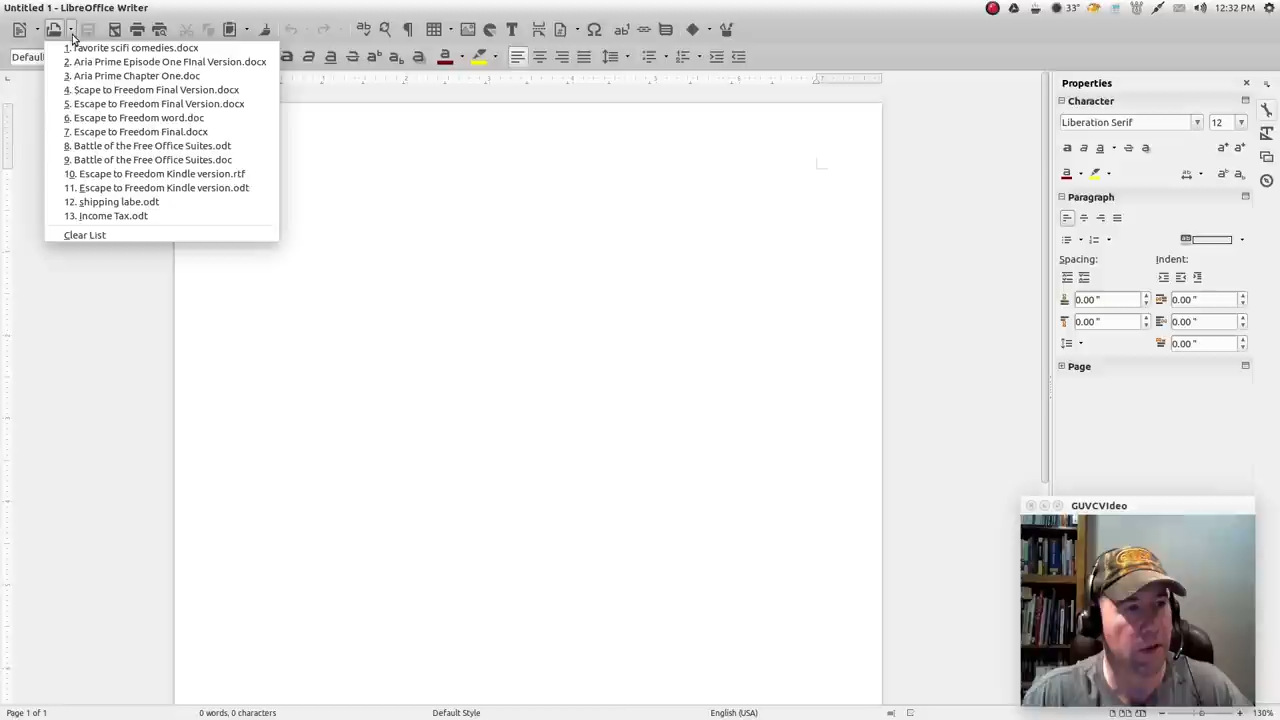 Untitled 1 - LibreOffice Writer
33°
12:32 PM
1. Favorite scifi comedies.docx
2. Aria Prime Episode One FInal Version.docx
3. Aria Prime Chapter One.doc
4. Scape to Freedom Final Version.docx
5. Escape to Freedom Final Version.docx
6. Escape to Freedom word.doc
7. Escape to Freedom Final.docx
8. Battle of the Free Office Suites.odt
9. Battle of the Free Office Suites.doc
10. Escape to Freedom Kindle version.rtf
11. Escape to Freedom Kindle version.odt
12. shipping labe.odt
13. Income Tax.odt
Clear List
Defaul
Properties
Character
Liberation Serif
12
Paragraph
Spacing:
Indent:
0.00 "
0.00 "
0.00 "
0.00 "
0.00 "
Page
GUVCVIdeo
Page 1 of 1
0 words, 0 characters
Default Style
English (USA)
130%